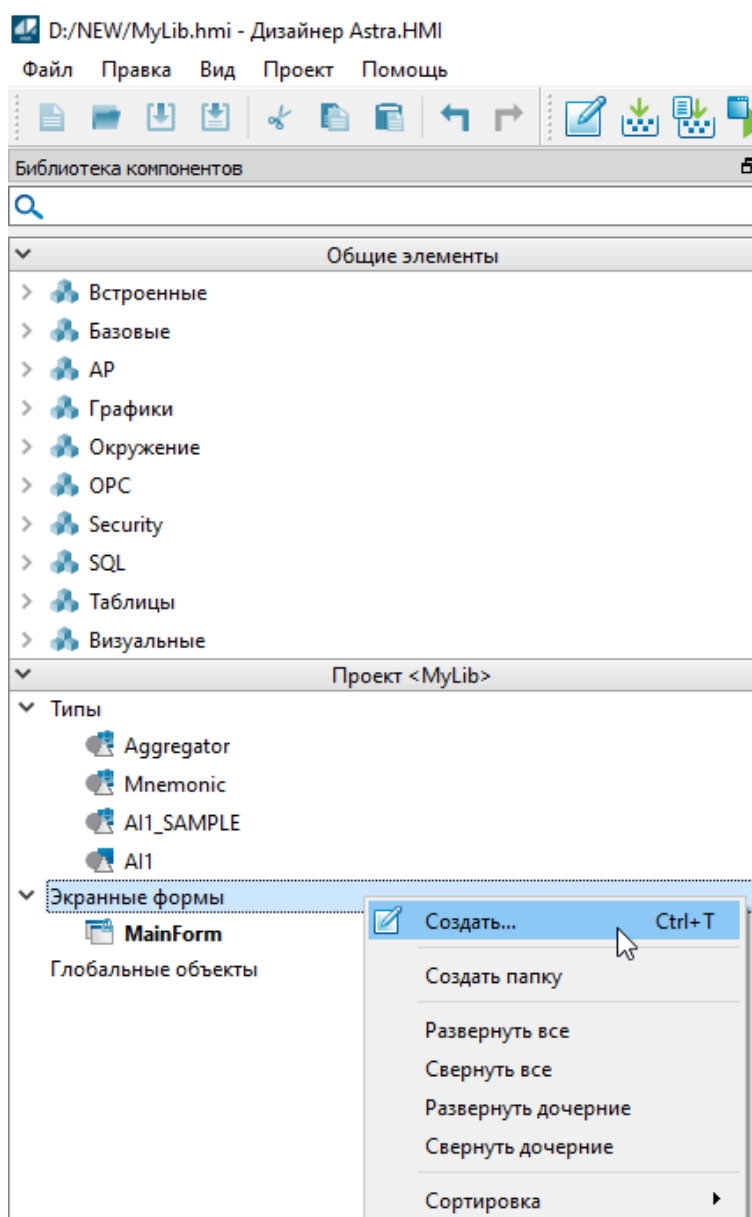 D:/NEW/MyLib.hmi - Дизайнер Astra.HMI
Файл Правка Вид Проект Помощь
Библиотека компонентов
Общие элементы
Встроенные
Базовые
AP
Графики
Окружение
OPC
Security
SQL
Таблицы
Визуальные
Проект <MyLib>
Типы
Aggregator
Mnemonic
AI1_SAMPLE
AI1
Экранные формы
MainForm
Глобальные объекты
Создать... Ctrl+T
Создать папку
Развернуть все
Свернуть все
Развернуть дочерние
Свернуть дочерние
Сортировка